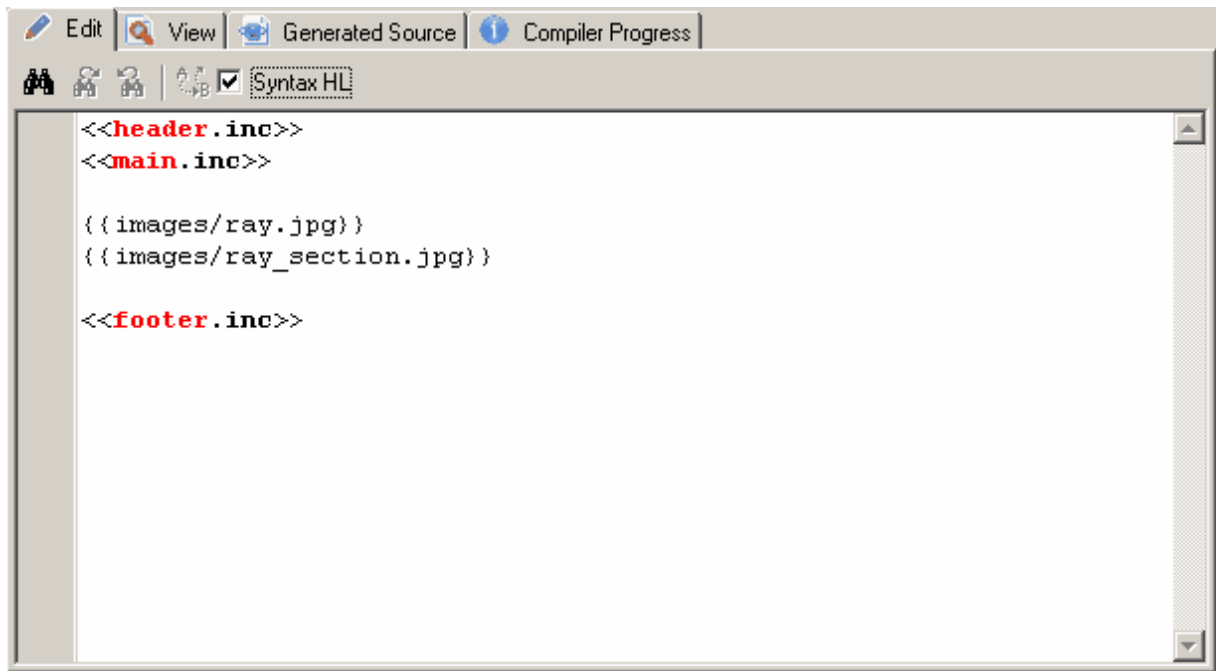 Edit View Generated Source Compiler Progress
Syntax HL
<<header.inc>>
<<main.inc>>
{{images/ray.jpg}}
{{images/ray_section.jpg}}
<<footer.inc>>